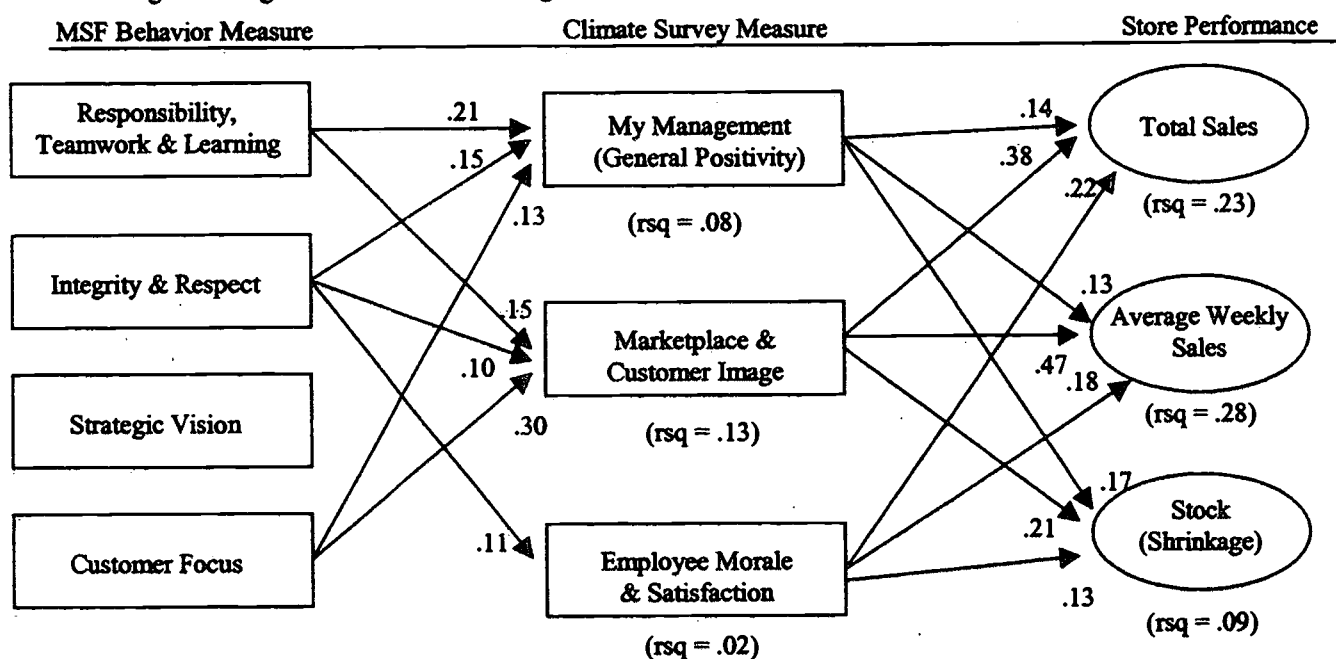 MSF Behavior Measure
Climate Survey Measure
Store Performance
Responsibility,
Teamwork & Learning
Integrity & Respect
Strategic Vision
Customer Focus
.21
.15
.13
.15
.10
.30
.11
My Management
(General Positivity)
(rsq = .08)
Marketplace &
Customer Image
(rsq = .13)
Employee Morale
& Satisfaction
(rsq = .02)
.14
.38
.22
.13
.47
.18
.17
.21
.13
Total Sales
(rsq = .23)
Average Weekly
Sales
(rsq = .28)
Stock
(Shrinkage)
(rsq = .09)